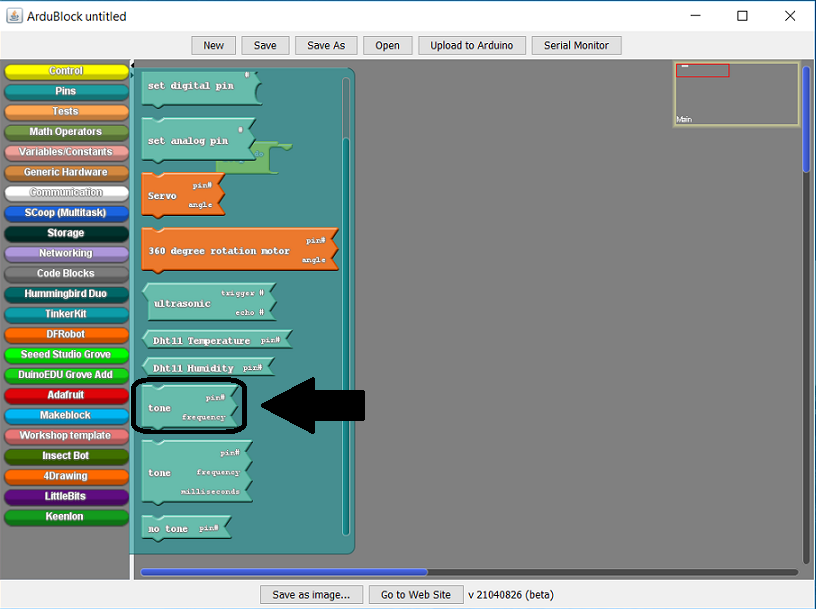 ArduBlock untitled
New Save Save As Open Upload to Arduino Serial Monitor
Control
Pins
Tests
Math Operators
Variables/Constants
Generic Hardware
Communication
SCoop (Multitask)
Storage
Networking
Code Blocks
Hummingbird Duo
TinkerKit
DFRobot
Seeed Studio Grove
DuinoEDU Grove Add
Adafruit
Makeblock
Workshop template
Insect Bot
4Drawing
LittleBits
Keenlon
set digital pin #
set analog pin #
Servo pin# angle
360 degree rotation motor pin# angle
ultrasonic trigger # echo #
Dht11 Temperature pin#
Dht11 Humidity pin#
tone pin# frequency
tone pin# frequency milliseconds
no tone pin#
Main
Save as image... Go to Web Site v 21040826 (beta)